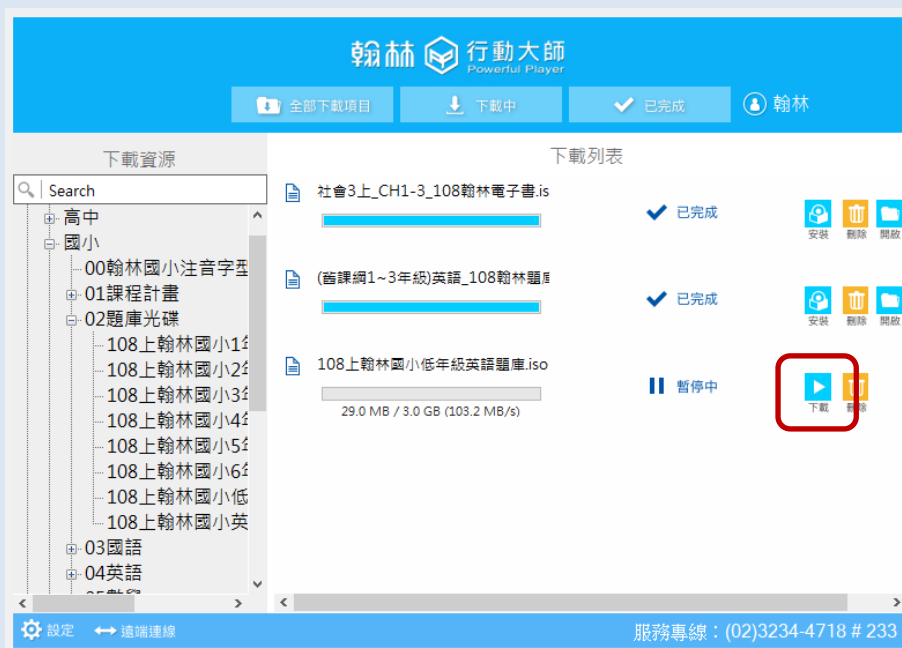 翰林 行動大師
Powerful Player
全部下載項目 下載中 已完成 翰林
下載資源
Search
高中
國小
00翰林國小注音字型
01課程計畫
02題庫光碟
108上翰林國小1年
108上翰林國小2年
108上翰林國小3年
108上翰林國小4年
108上翰林國小5年
108上翰林國小6年
108上翰林國小低
108上翰林國小英
03國語
04英語
下載列表
社會3上_CH1-3_108翰林電子書.is
已完成
安裝 刪除 開啟
(舊課綱1~3年級)英語_108翰林題庫
已完成
安裝 刪除 開啟
108上翰林國小低年級英語題庫.iso
29.0 MB / 3.0 GB (103.2 MB/s)
暫停中
下載 刪除
設定 遠端連線
服務專線：(02)3234-4718 # 233